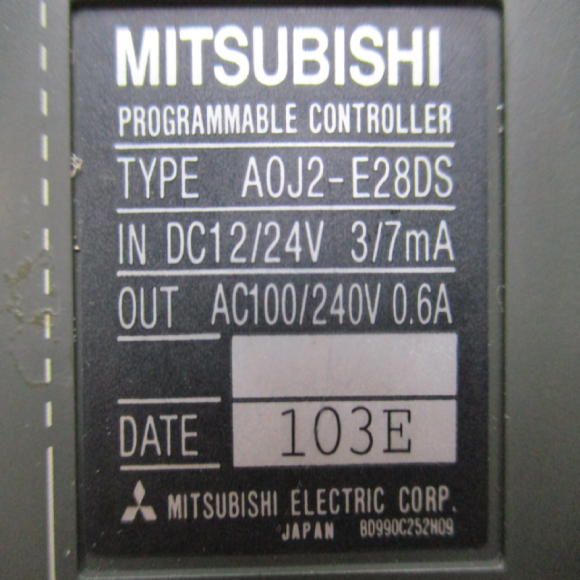 MITSUBISHI
PROGRAMMABLE CONTROLLER
TYPE A0J2-E28DS
IN DC12/24V 3/7mA
OUT AC100/240V 0.6A
DATE 103E
MITSUBISHI ELECTRIC CORP.
JAPAN BD990C252H09